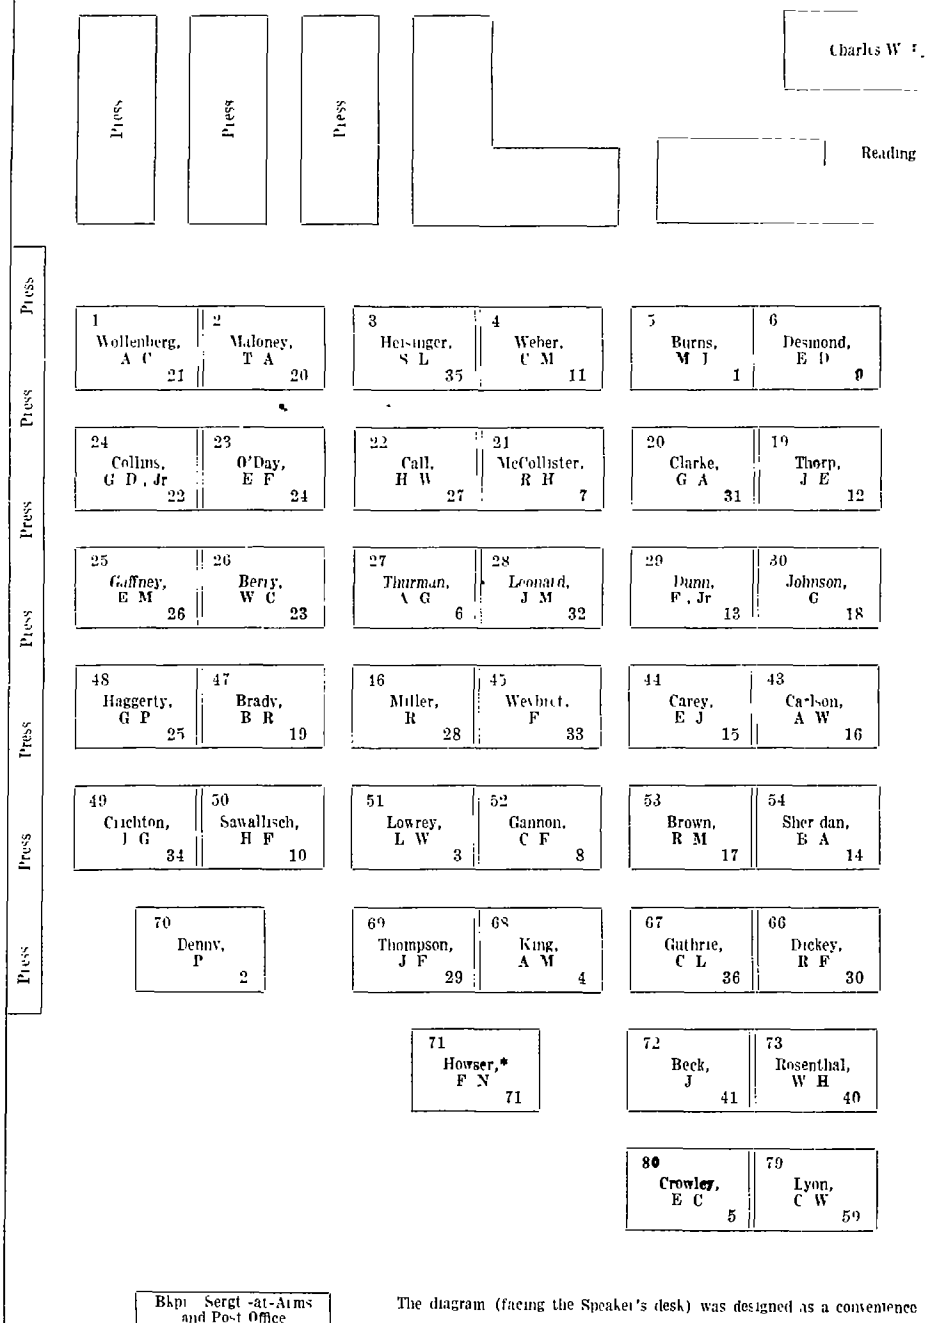 Press
Press
Press
Charles W
Reading
Press
Press
Press
Press
Press
Press
Press
1
Wollenberg,
A C
21
2
Maloney,
T A
20
3
Heisinger,
S L
35
4
Weber,
C M
11
5
Burns,
M J
1
6
Desmond,
E D
9
24
Collins,
G D, Jr
22
23
O'Day,
E F
24
22
Call,
H W
27
21
McCollister,
R H
7
20
Clarke,
G A
31
19
Thorp,
J E
12
25
Gaffney,
E M
26
26
Berry,
W C
23
27
Thurman,
A G
6
28
Leonard,
J M
32
29
Dunn,
F, Jr
13
30
Johnson,
G
18
48
Haggerty,
G P
25
47
Brady,
B R
19
46
Miller,
R
28
45
Weybret,
F
33
44
Carey,
E J
15
43
Carlson,
A W
16
49
Crichton,
J G
34
50
Sawallisch,
H F
10
51
Lowrey,
L W
3
52
Gannon,
C F
8
53
Brown,
R M
17
54
Sheridan,
B A
14
70
Denny,
P
2
69
Thompson,
J F
29
68
King,
A M
4
67
Guthrie,
C L
36
66
Dickey,
R F
30
71
Howser,*
F N
71
72
Beck,
J
41
73
Rosenthal,
W H
40
80
Crowley,
E C
5
79
Lyon,
C W
59
Bkpr Sergt -at-Arms
and Post Office
The diagram (facing the Speaker's desk) was designed as a convenience